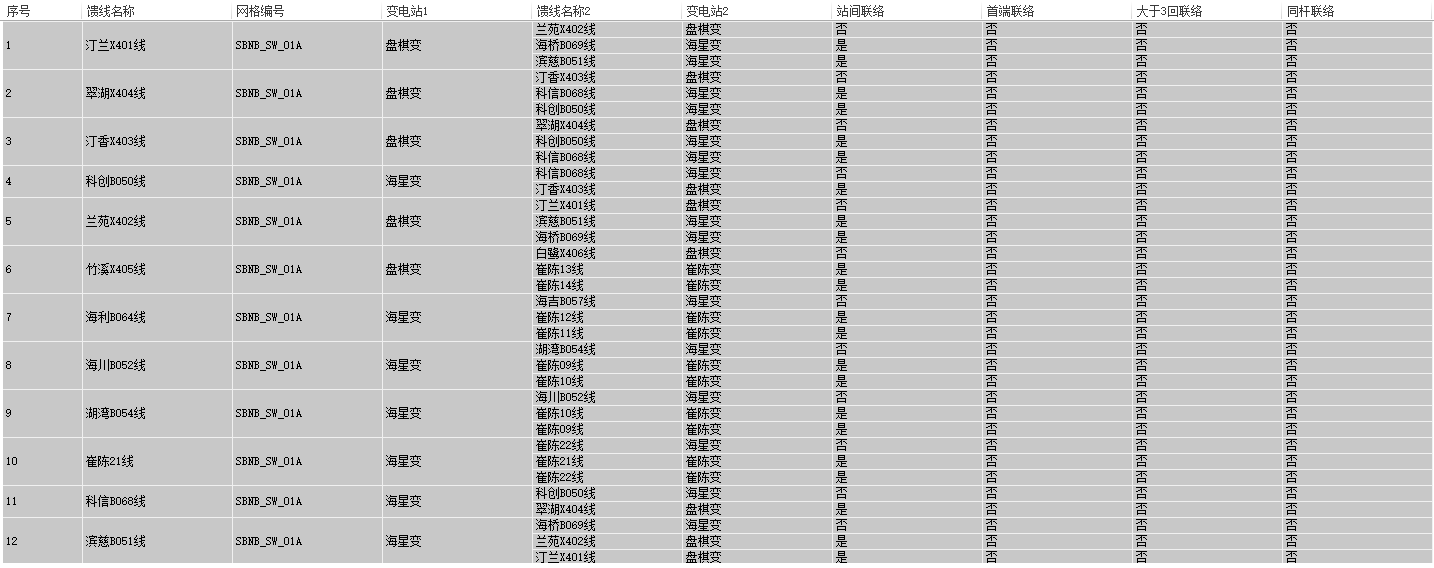 序号 馈线名称 网格编号 变电站1 馈线名称2 变电站2 站间联络 首端联络 大于3回联络 同杆联络
1 汀兰X401线 SBNB_SW_01A 盘棋变 兰苑X402线 盘棋变 否 否 否 否
海桥B069线 海星变 是 否 否 否
滨慈B051线 海星变 是 否 否 否
2 翠湖X404线 SBNB_SW_01A 盘棋变 汀香X403线 盘棋变 否 否 否 否
科信B068线 海星变 是 否 否 否
科创B050线 海星变 是 否 否 否
3 汀香X403线 SBNB_SW_01A 盘棋变 翠湖X404线 盘棋变 否 否 否 否
科创B050线 海星变 是 否 否 否
科信B068线 海星变 是 否 否 否
4 科创B050线 SBNB_SW_01A 海星变 科信B068线 海星变 否 否 否 否
汀香X403线 盘棋变 是 否 否 否
5 兰苑X402线 SBNB_SW_01A 盘棋变 汀兰X401线 盘棋变 否 否 否 否
滨慈B051线 海星变 是 否 否 否
海桥B069线 海星变 是 否 否 否
6 竹溪X405线 SBNB_SW_01A 盘棋变 白鹭X406线 盘棋变 否 否 否 否
崔陈13线 崔陈变 是 否 否 否
崔陈14线 崔陈变 是 否 否 否
7 海利B064线 SBNB_SW_01A 海星变 海吉B057线 海星变 否 否 否 否
崔陈12线 崔陈变 是 否 否 否
崔陈11线 崔陈变 是 否 否 否
8 海川B052线 SBNB_SW_01A 海星变 湖湾B054线 海星变 否 否 否 否
崔陈09线 崔陈变 是 否 否 否
崔陈10线 崔陈变 是 否 否 否
9 湖湾B054线 SBNB_SW_01A 海星变 海川B052线 海星变 否 否 否 否
崔陈10线 崔陈变 是 否 否 否
崔陈09线 崔陈变 是 否 否 否
10 崔陈21线 SBNB_SW_01A 海星变 崔陈22线 海星变 否 否 否 否
崔陈21线 崔陈变 是 否 否 否
崔陈22线 崔陈变 是 否 否 否
11 科信B068线 SBNB_SW_01A 海星变 科创B050线 海星变 否 否 否 否
翠湖X404线 盘棋变 是 否 否 否
12 滨慈B051线 SBNB_SW_01A 海星变 海桥B069线 海星变 否 否 否 否
兰苑X402线 盘棋变 是 否 否 否
汀兰X401线 盘棋变 是 否 否 否